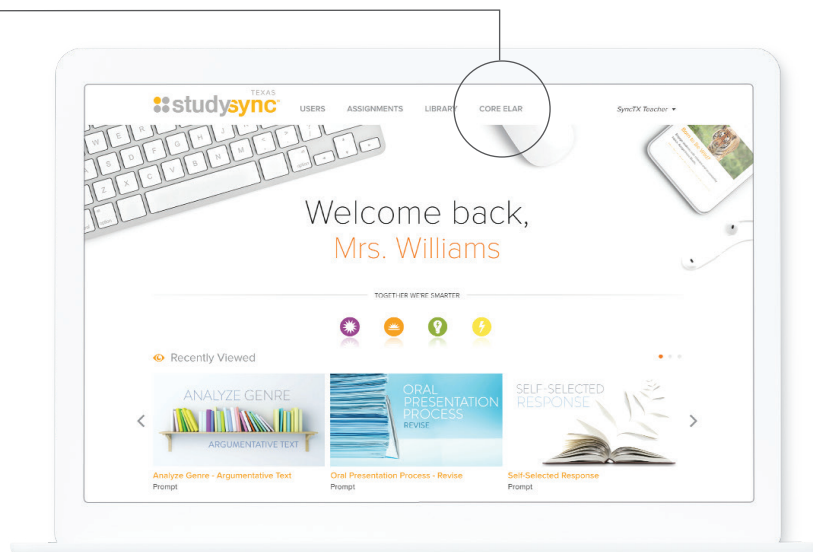 TEXAS
studysync
USERS ASSIGNMENTS LIBRARY CORE ELAR
SyncTX Teacher
Welcome back,
Mrs. Williams
TOGETHER WE'RE SMARTER
Recently Viewed
ANALYZE GENRE
ARGUMENTATIVE TEXT
ORAL
PRESENTATION
PROCESS
REVISE
SELF-SELECTED
RESPONSE
Analyze Genre - Argumentative Text
Prompt
Oral Presentation Process - Revise
Prompt
Self-Selected Response
Prompt